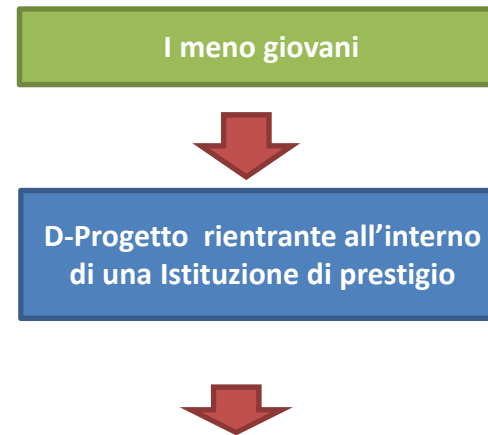 I meno giovani
D-Progetto rientrante all’interno
di una Istituzione di prestigio